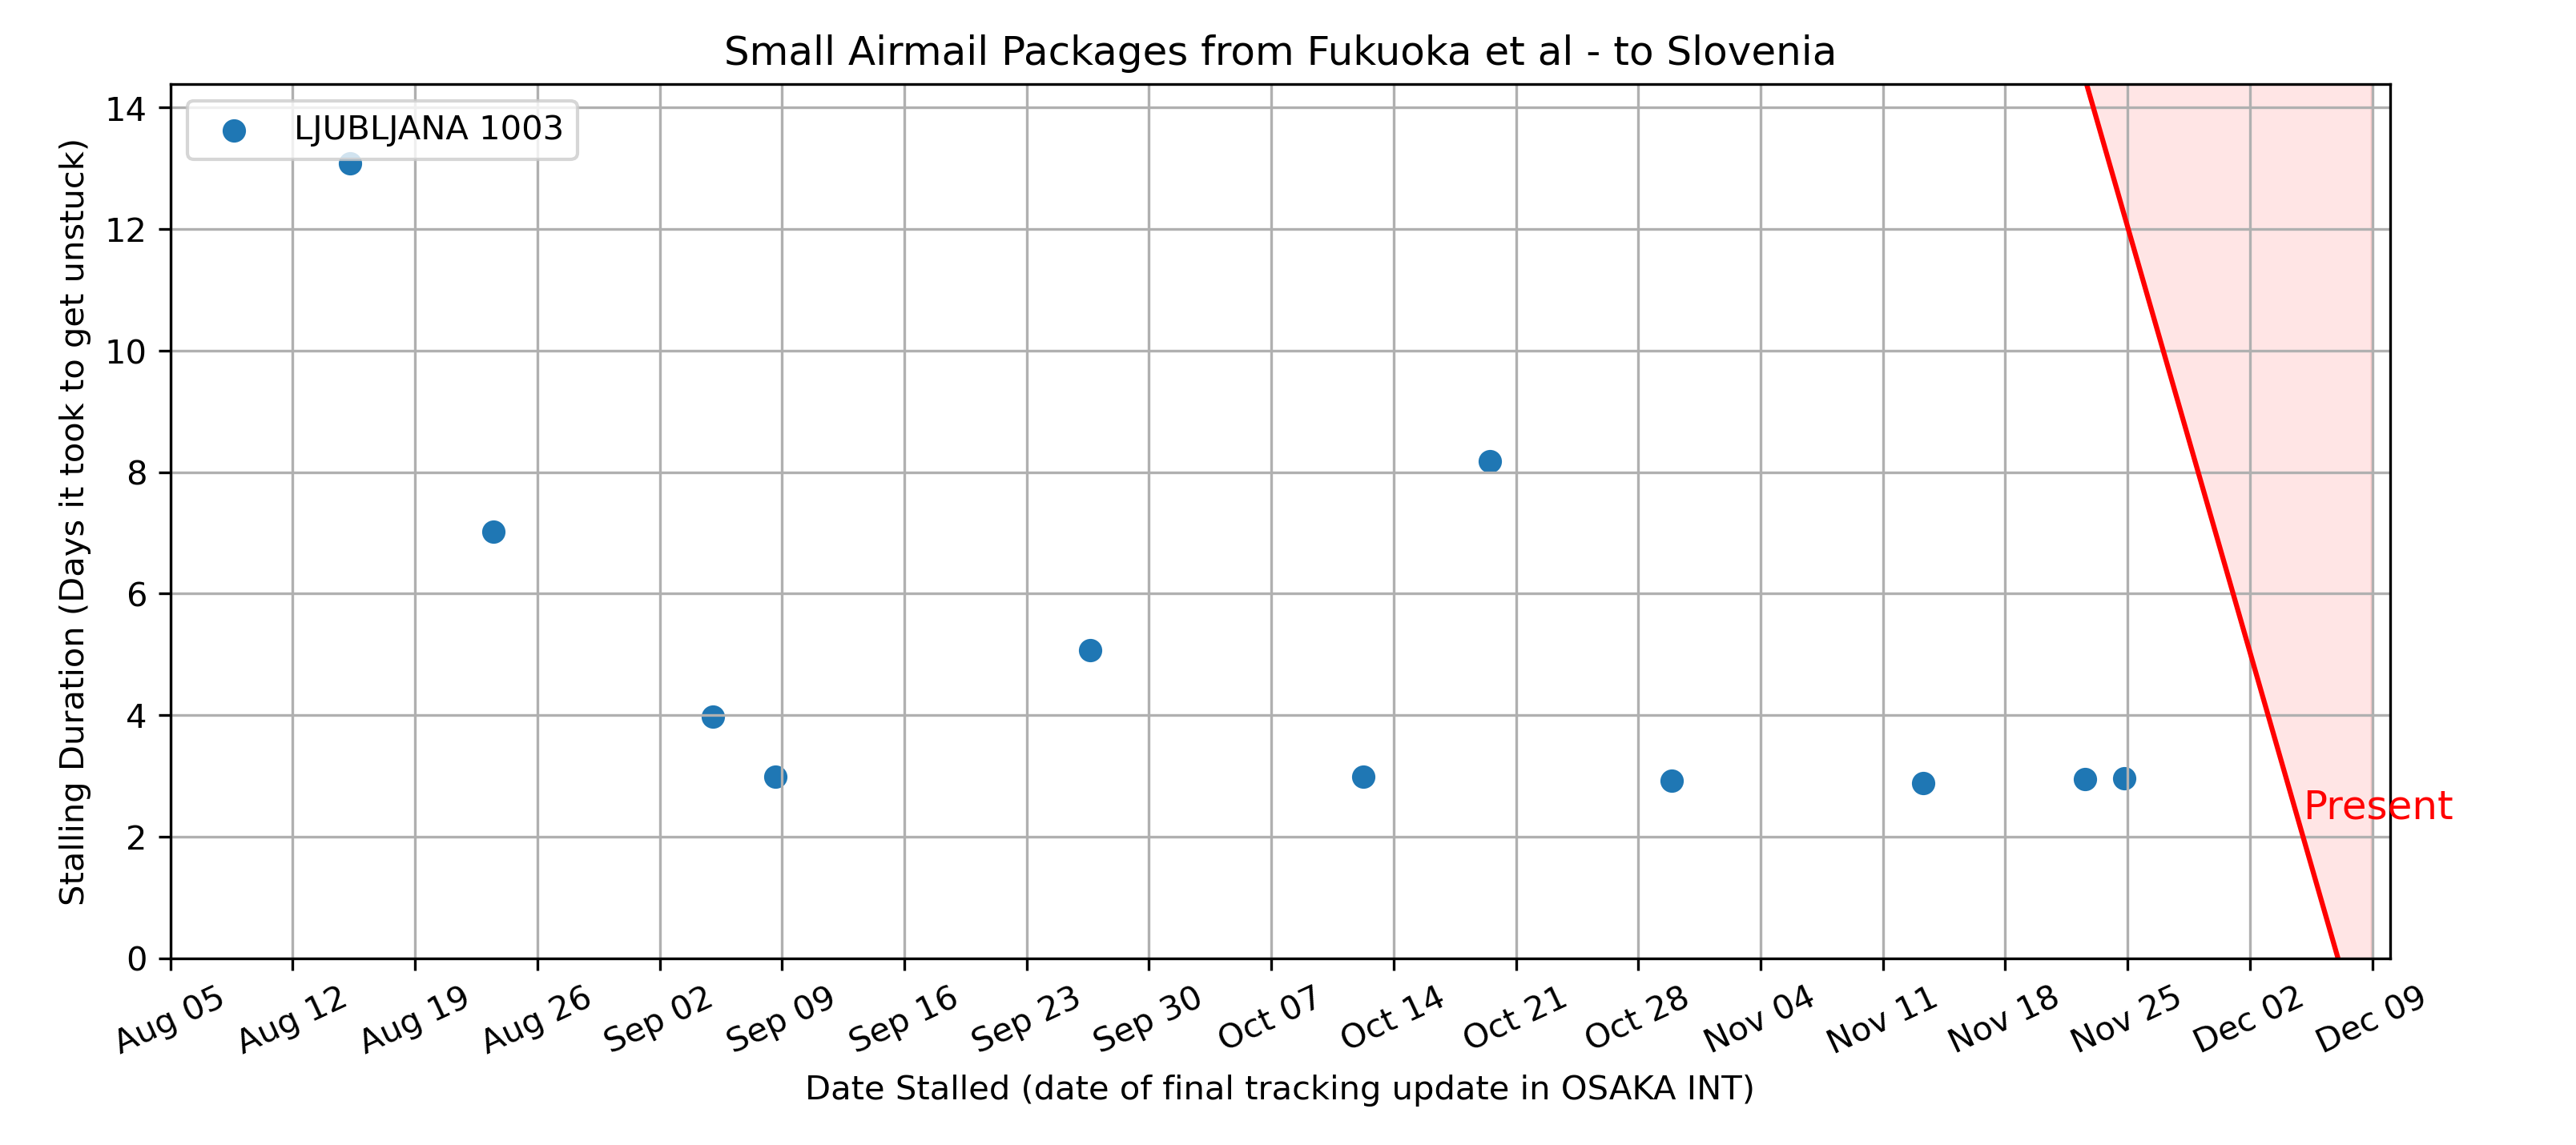 Small Airmail Packages from Fukuoka et al - to Slovenia
LJUBLJANA 1003
Stalling Duration (Days it took to get unstuck)
14
12
10
8
6
4
2
0
Present
Aug 05
Aug 12
Aug 19
Aug 26
Sep 02
Sep 09
Sep 16
Sep 23
Sep 30
Oct 07
Oct 14
Oct 21
Oct 28
Nov 04
Nov 11
Nov 18
Nov 25
Dec 02
Dec 09
Date Stalled (date of final tracking update in OSAKA INT)